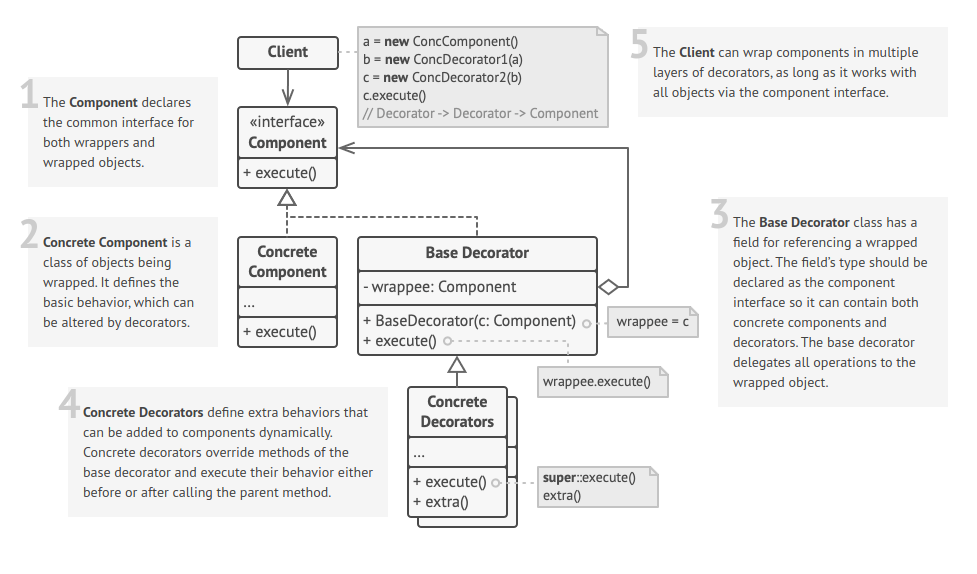 Client
a = new ConcComponent()
b = new ConcDecorator1(a)
c = new ConcDecorator2(b)
c.execute()
// Decorator -> Decorator -> Component
5
The Client can wrap components in multiple
layers of decorators, as long as it works with
all objects via the component interface.
1
The Component declares
the common interface for
both wrappers and
wrapped objects.
«interface»
Component
+ execute()
2
Concrete Component is a
class of objects being
wrapped. It defines the
basic behavior, which can
be altered by decorators.
Concrete
Component
...
+ execute()
Base Decorator
- wrappee: Component
+ BaseDecorator(c: Component)
+ execute()
wrappee = c
wrappee.execute()
3
The Base Decorator class has a
field for referencing a wrapped
object. The field's type should be
declared as the component
interface so it can contain both
concrete components and
decorators. The base decorator
delegates all operations to the
wrapped object.
4
Concrete Decorators define extra behaviors that
can be added to components dynamically.
Concrete decorators override methods of the
base decorator and execute their behavior either
before or after calling the parent method.
Concrete
Decorators
...
+ execute()
+ extra()
super::execute()
extra()